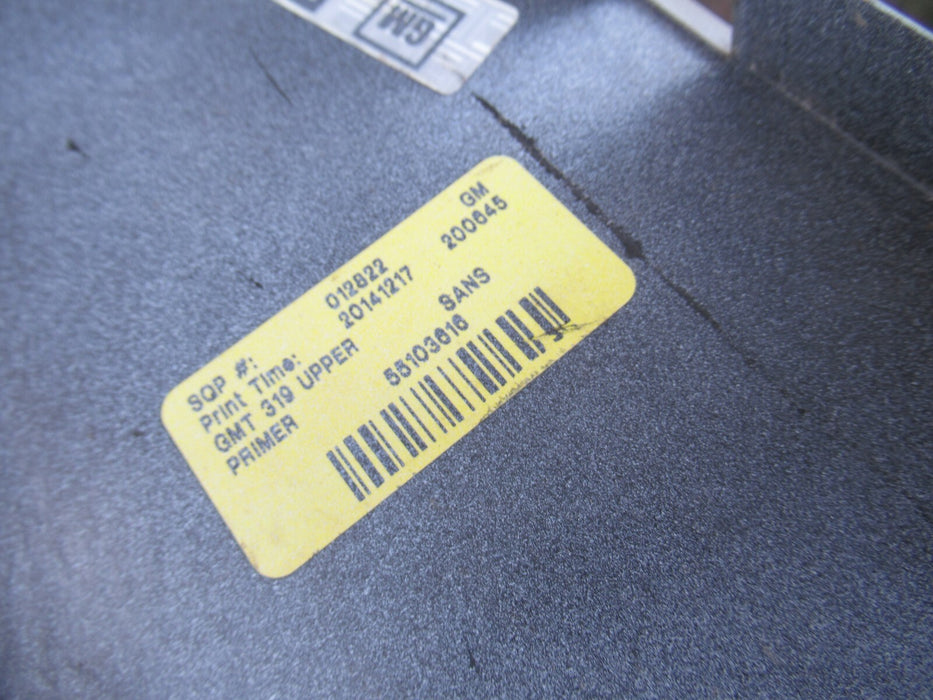 GM
SQP #: 012822 GM
Print Time: 20141217 200645
GMT 319 UPPER SANS
PRIMER 55103616